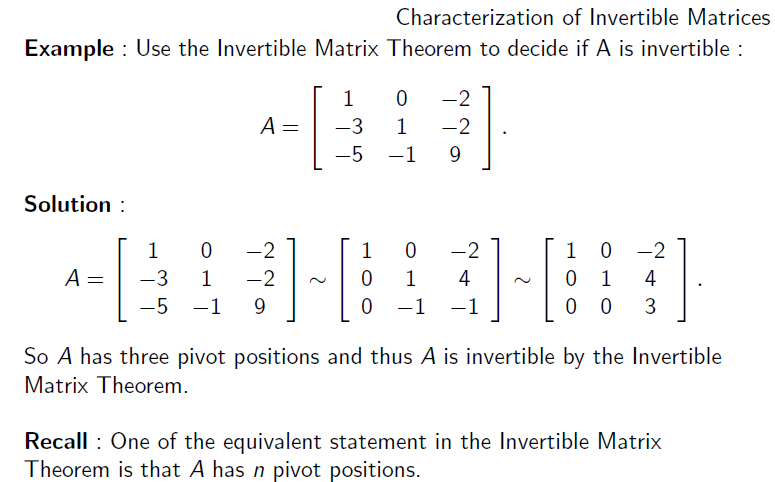 Characterization of Invertible Matrices
Example : Use the Invertible Matrix Theorem to decide if A is invertible :
A = [ 1 0 −2
−3 1 −2
−5 −1 9 ] .
Solution :
A = [ 1 0 −2 ; −3 1 −2 ; −5 −1 9 ] ∼ [ 1 0 −2 ; 0 1 4 ; 0 −1 −1 ] ∼ [ 1 0 −2 ; 0 1 4 ; 0 0 3 ] .
So A has three pivot positions and thus A is invertible by the Invertible
Matrix Theorem.
Recall : One of the equivalent statement in the Invertible Matrix
Theorem is that A has n pivot positions.